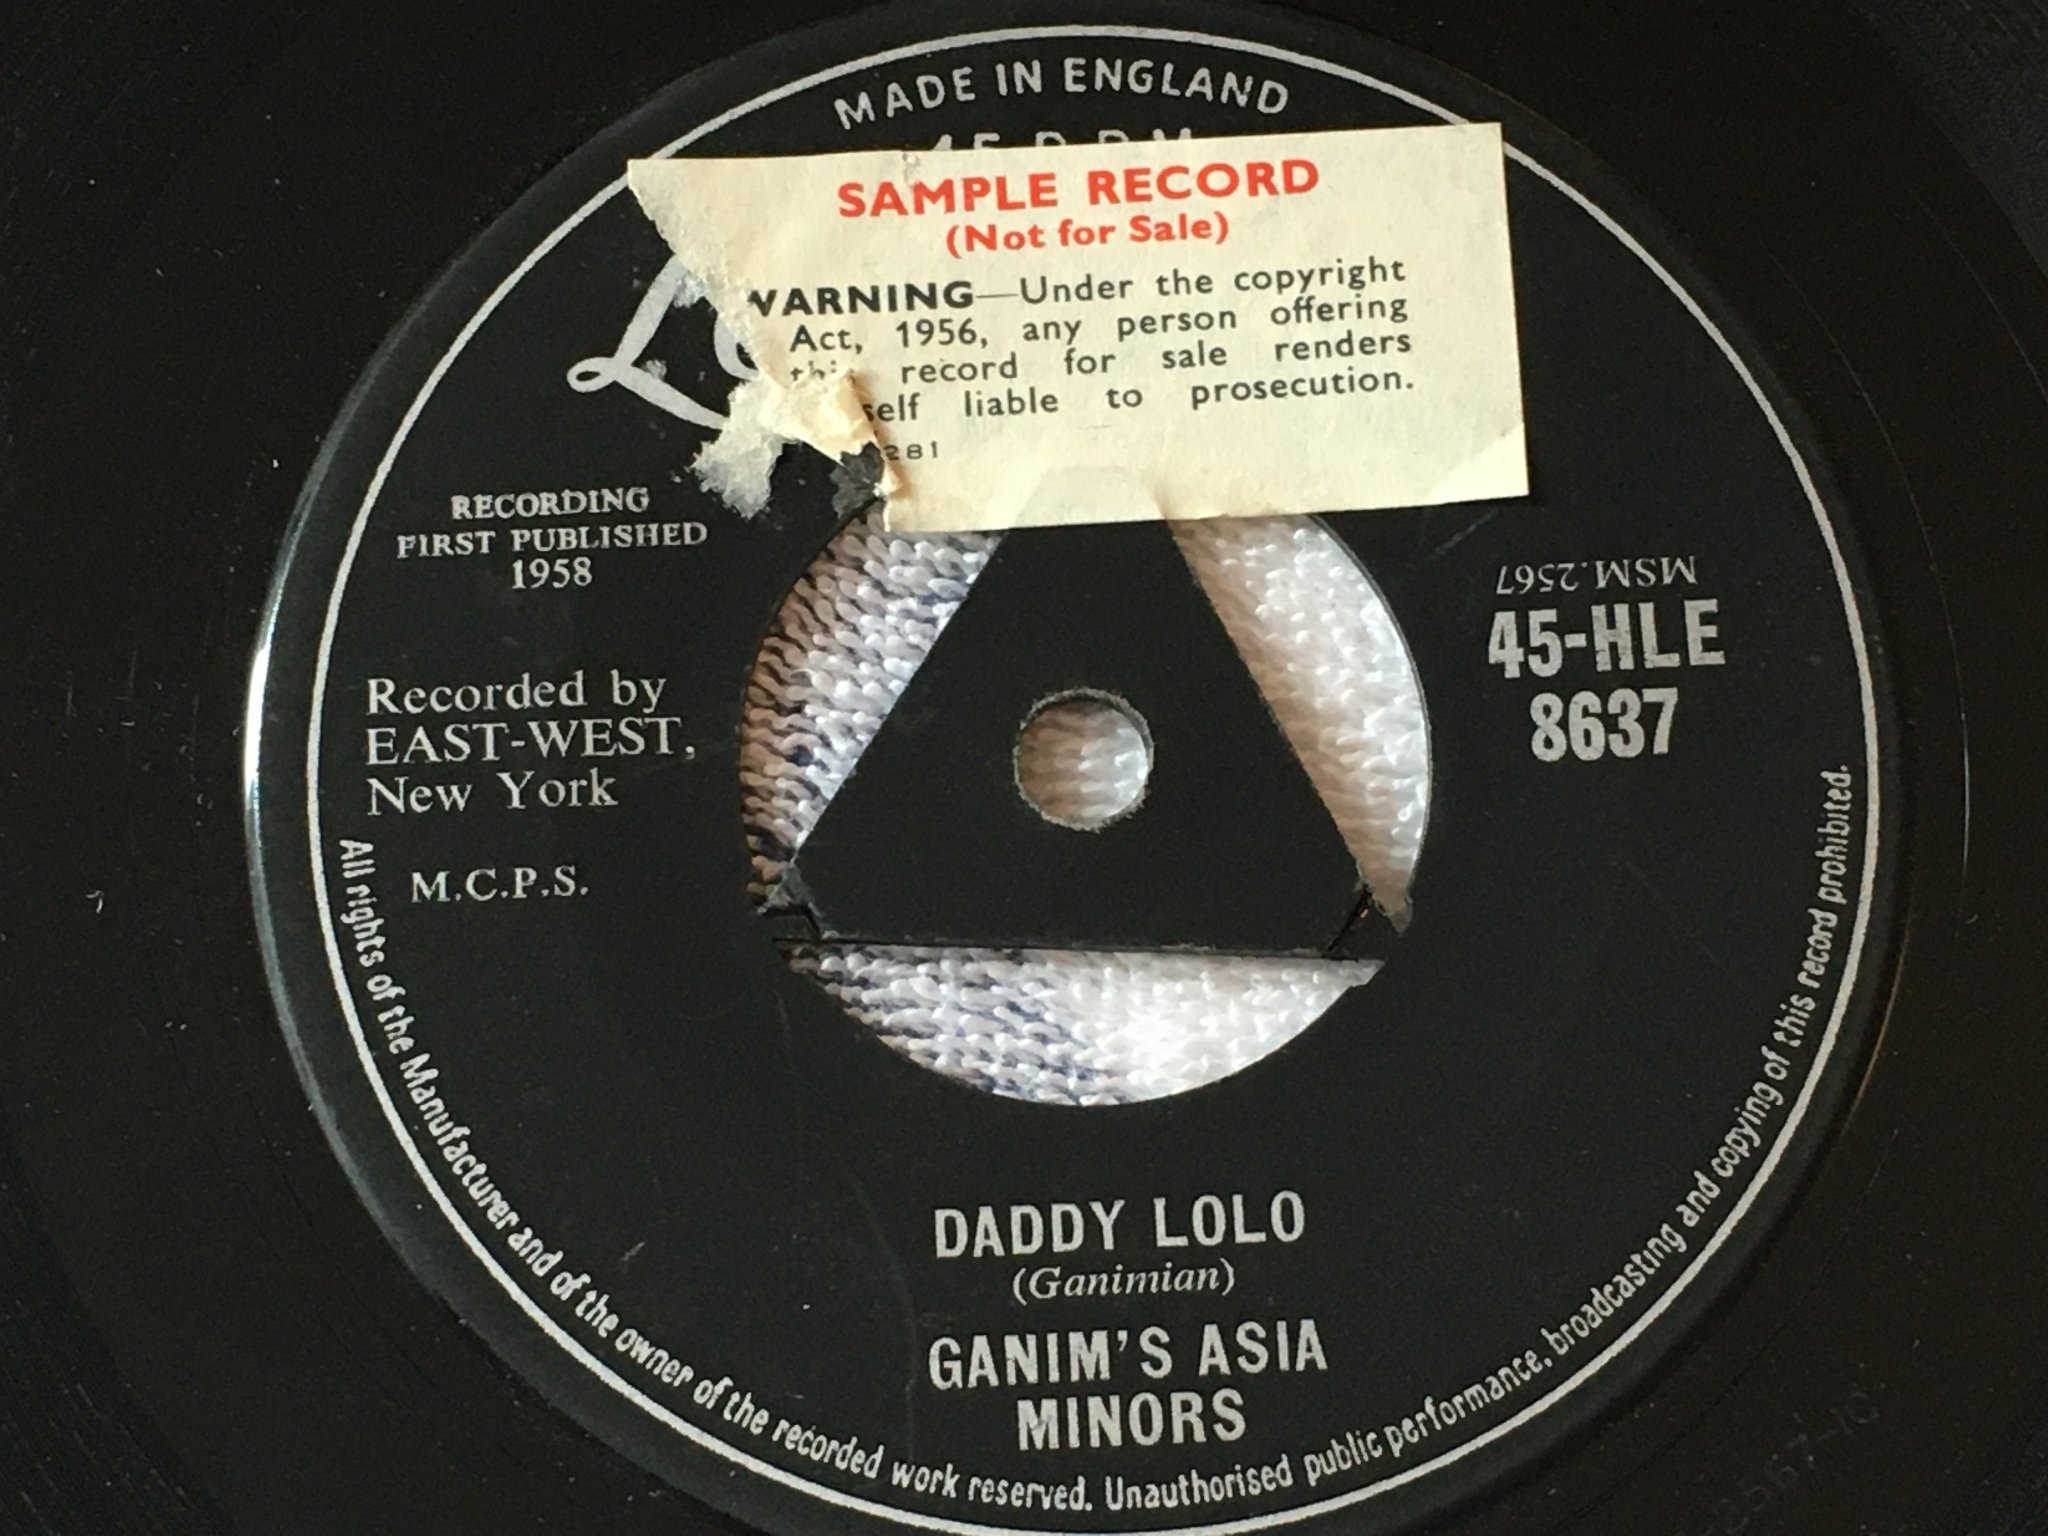 MADE IN ENGLAND
45 R.P.M.
SAMPLE RECORD
(Not for Sale)
WARNING—Under the copyright
Act, 1956, any person offering
this record for sale renders
self liable to prosecution.
281
RECORDING
FIRST PUBLISHED
1958
Recorded by
EAST-WEST,
New York
M.C.P.S.
MSM.2567
45-HLE
8637
DADDY LOLO
(Ganimian)
GANIM'S ASIA
MINORS
All rights of the Manufacturer and of the owner of the recorded work reserved. Unauthorised public performance, broadcasting and copying of this record prohibited.